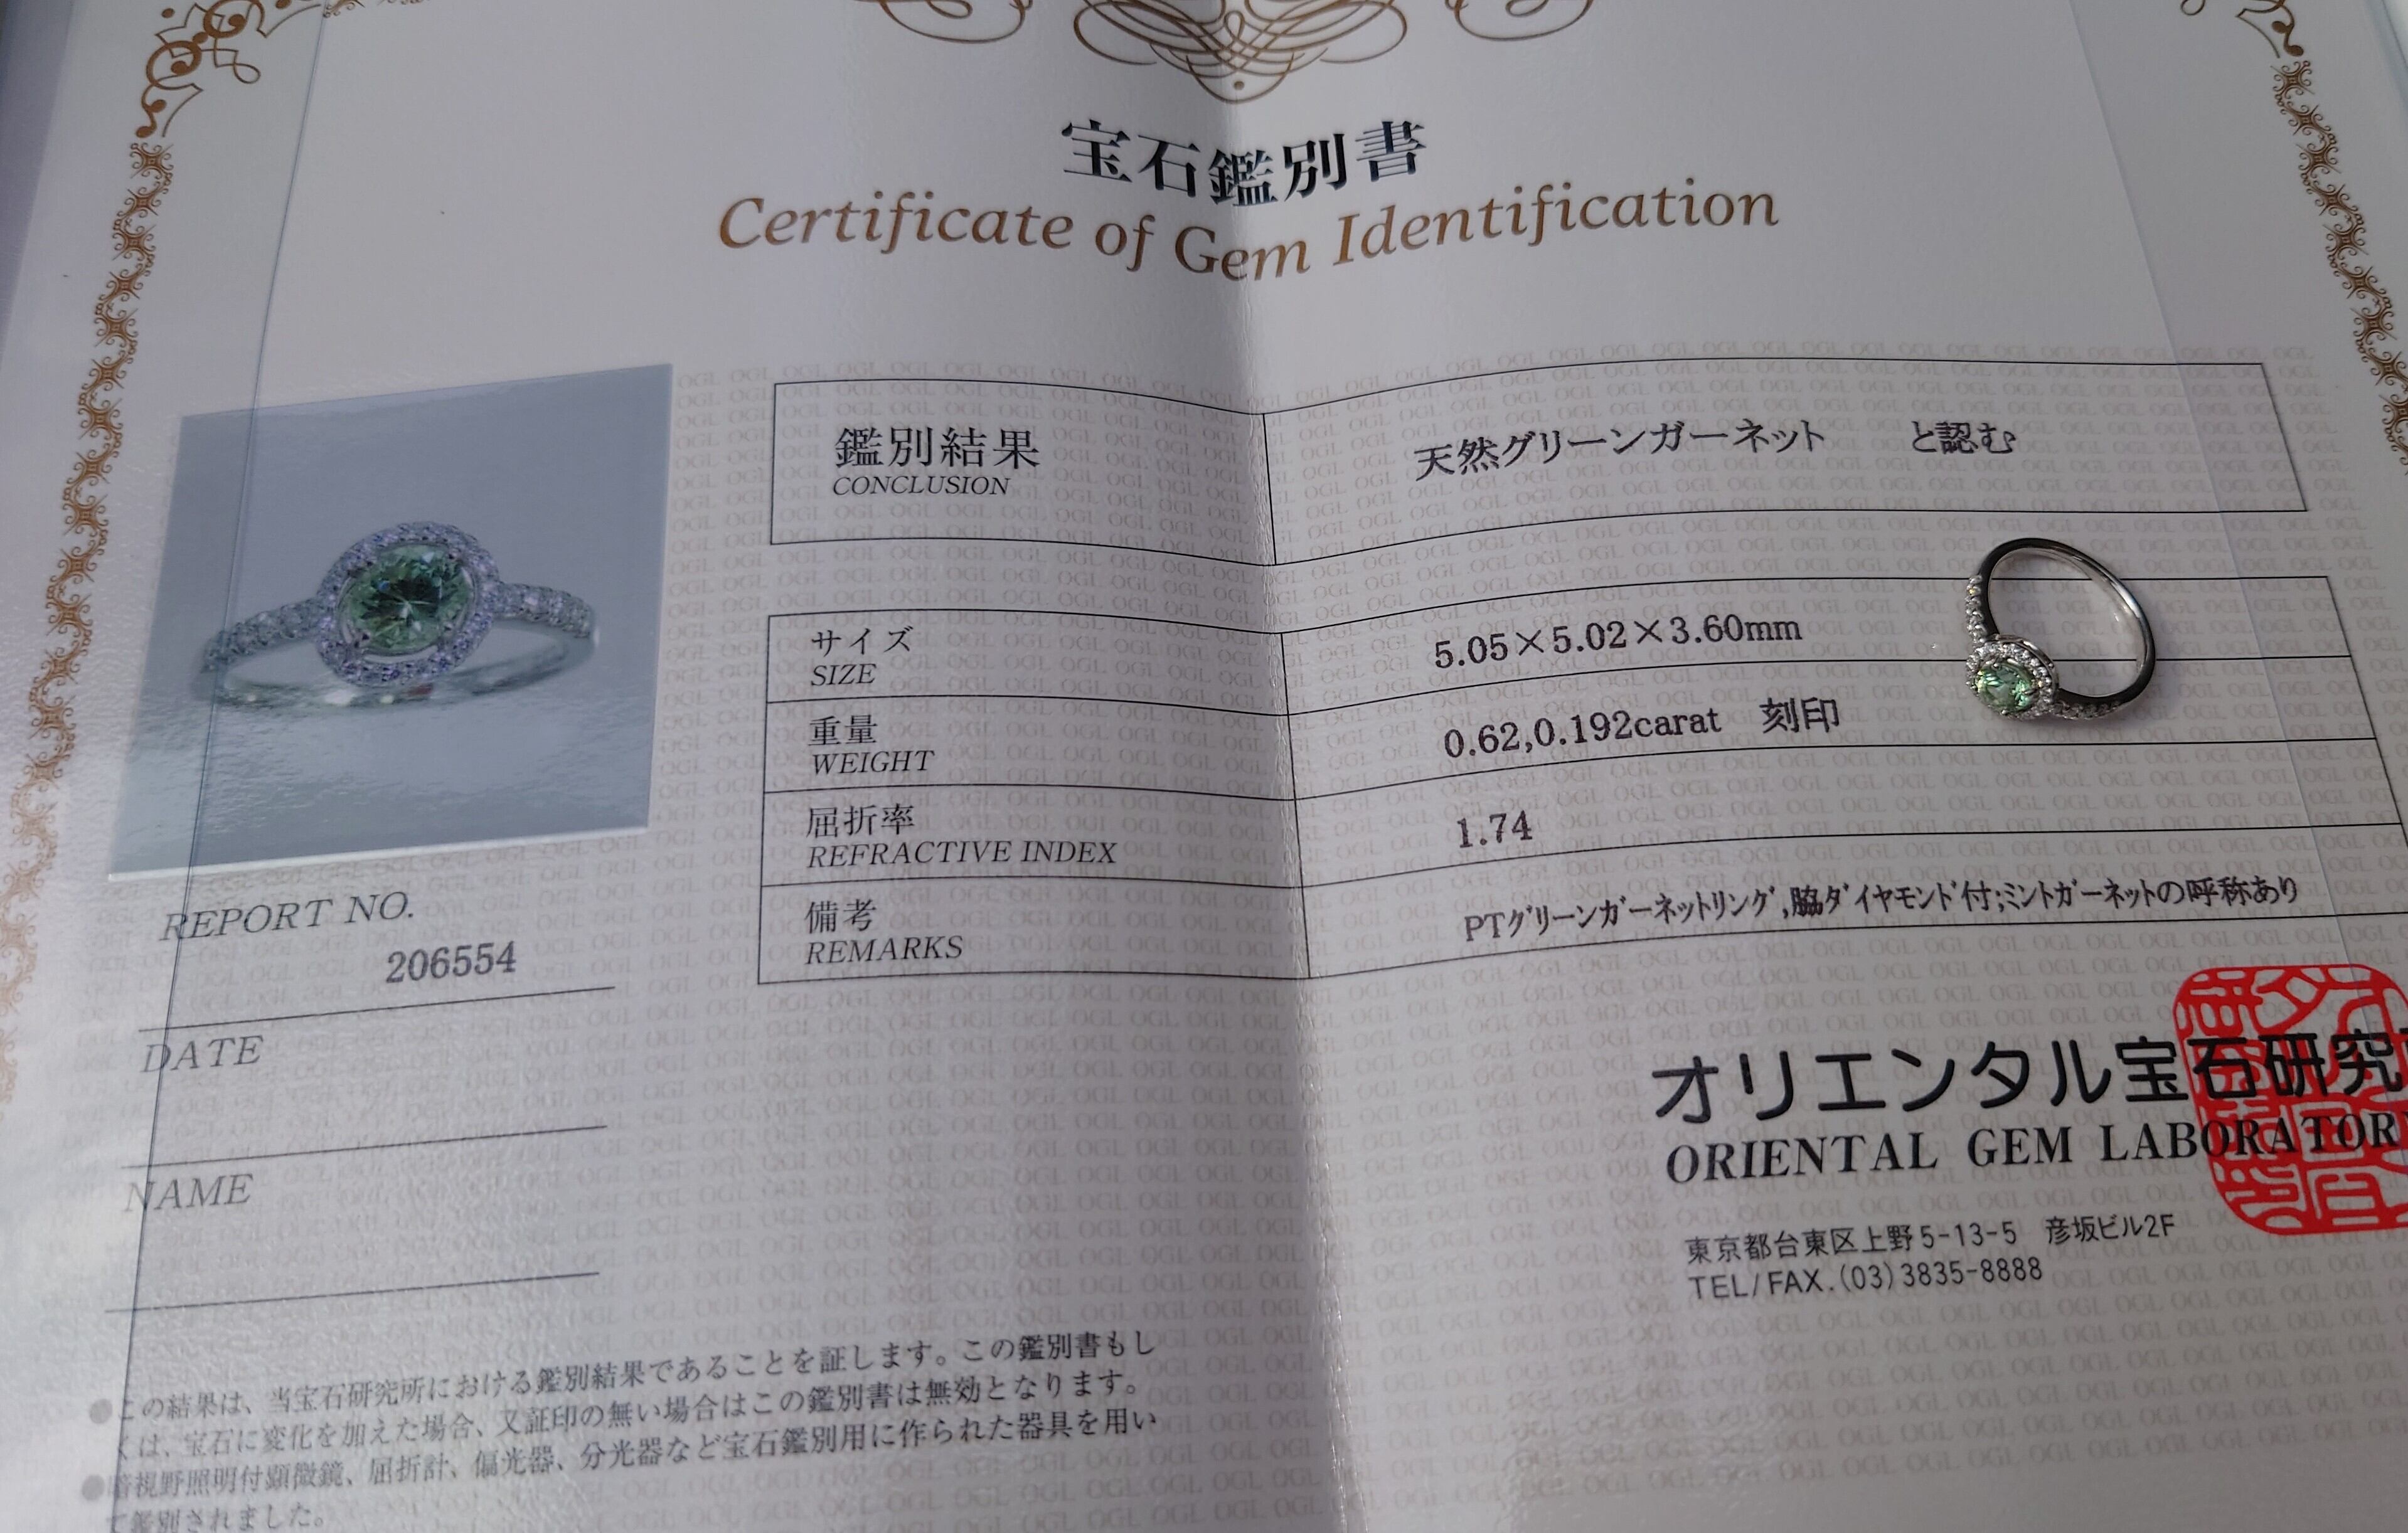 宝石鑑別書
Certificate of Gem Identification
鑑別結果
CONCLUSION
天然グリーンガーネット と認む
サイズ
SIZE
5.05×5.02×3.60mm
重量
WEIGHT
0.62,0.192carat 刻印
屈折率
REFRACTIVE INDEX
1.74
備考
REMARKS
PTグリーンガーネットリング,脇ダイヤモンド付;ミントガーネットの呼称あり
REPORT NO.
206554
DATE
NAME
オリエンタル宝石研究
ORIENTAL GEM LABORATOR
東京都台東区上野5-13-5 彦坂ビル2F
TEL/FAX.(03)3835-8888
●この結果は、当宝石研究所における鑑別結果であることを証します。この鑑別書もし
くは、宝石に変化を加えた場合、又証印の無い場合はこの鑑別書は無効となります。
●暗視野照明付顕微鏡、屈折計、偏光器、分光器など宝石鑑別用に作られた器具を用い
て鑑別されました。